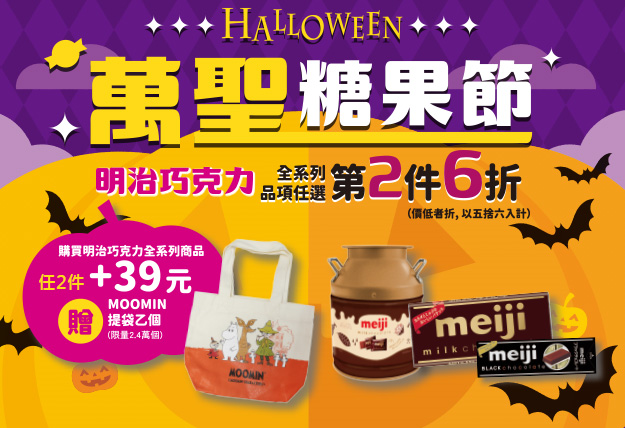 HALLOWEEN
萬聖糖果節
明治巧克力 全系列品項任選 第2件6折
(價低者折, 以五捨六入計)
購買明治巧克力全系列商品
任2件 +39元
贈 MOOMIN
提袋乙個
(限量2.4萬個)
MOOMIN
meiji
meiji
milk
meiji
BLACK chocolate